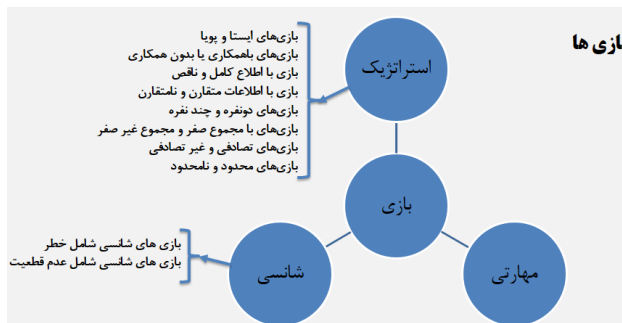 بازی ها
استراتژیک
بازی‌های ایستا و پویا
بازی‌های باهمکاری یا بدون همکاری
بازی با اطلاع کامل و ناقص
بازی با اطلاعات متقارن و نامتقارن
بازی‌های دونفره و چند نفره
بازی‌های با مجموع صفر و مجموع غیر صفر
بازی‌های تصادفی و غیر تصادفی
بازی‌های محدود و نامحدود
بازی
مهارتی
شانسی
بازی های شانسی شامل خطر
بازی های شانسی شامل عدم قطعیت